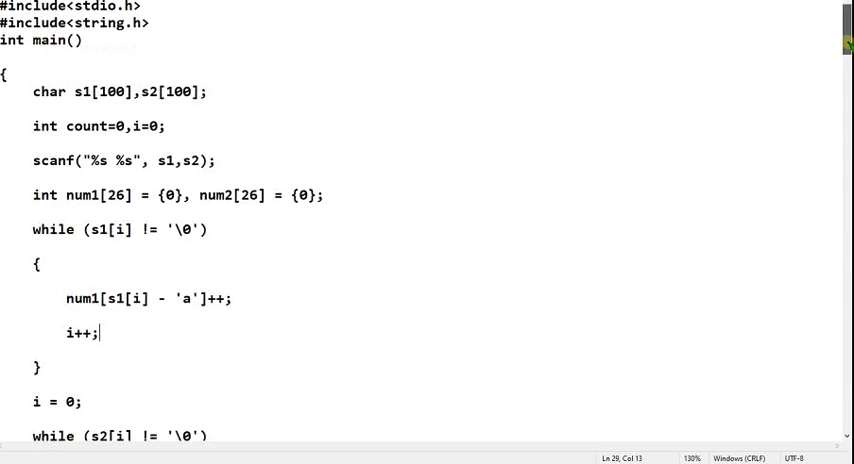 #include<stdio.h>
#include<string.h>
int main()
{
char s1[100],s2[100];
int count=0,i=0;
scanf("%s %s", s1,s2);
int num1[26] = {0}, num2[26] = {0};
while (s1[i] != '\0')
{
num1[s1[i] - 'a']++;
i++;
}
i = 0;
while (s2[i] != '\0')
Ln 29, Col 13 130% Windows (CRLF) UTF-8